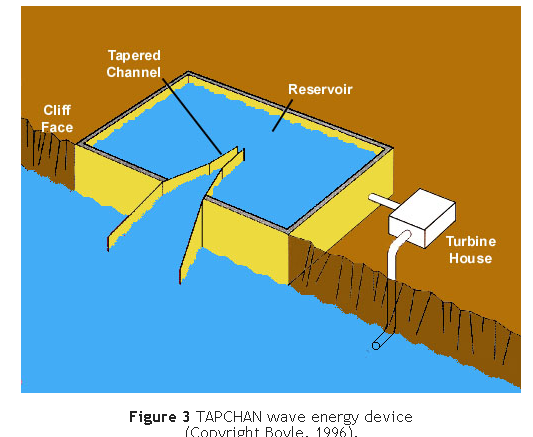 Tapered
Channel
Reservoir
Cliff
Face
Turbine
House
Figure 3 TAPCHAN wave energy device
(Copyright Boyle, 1996).